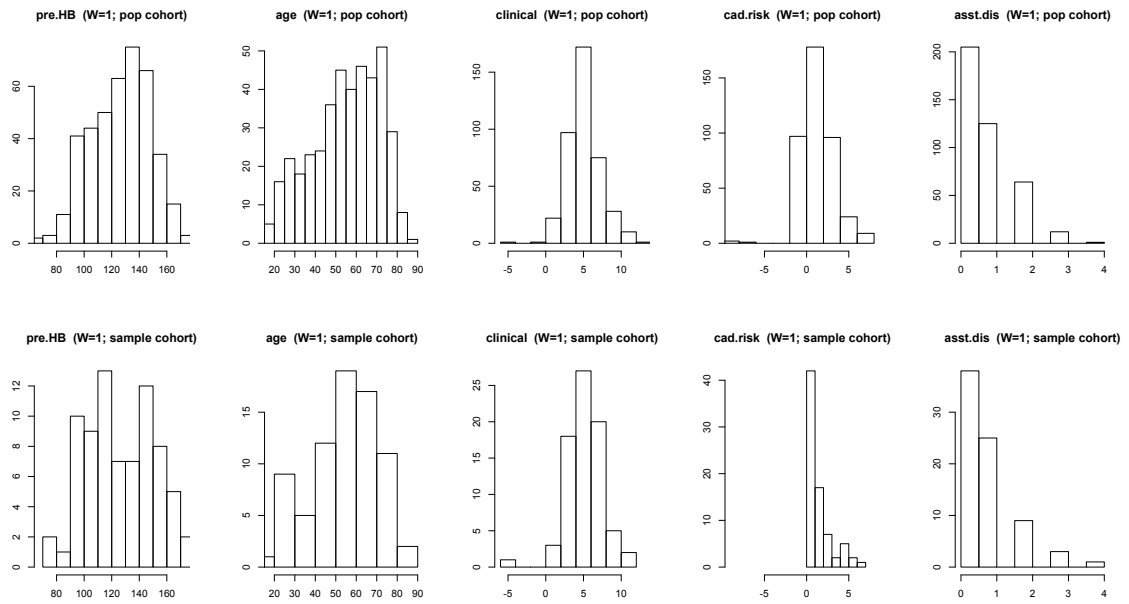 pre.HB (W=1; pop cohort)
age (W=1; pop cohort)
clinical (W=1; pop cohort)
cad.risk (W=1; pop cohort)
asst.dis (W=1; pop cohort)
0 20 40 60
80 100 120 140 160
0 10 20 30 40 50
20 30 40 50 60 70 80 90
0 50 100 150
-5 0 5 10
0 50 100 150
-5 0 5
0 50 100 150 200
0 1 2 3 4
pre.HB (W=1; sample cohort)
age (W=1; sample cohort)
clinical (W=1; sample cohort)
cad.risk (W=1; sample cohort)
asst.dis (W=1; sample cohort)
0 2 4 6 8 10 12
80 100 120 140 160
0 5 10 15
20 30 40 50 60 70 80 90
0 5 10 15 20 25
-5 0 5 10
0 10 20 30 40
-5 0 5
0 10 20 30
0 1 2 3 4